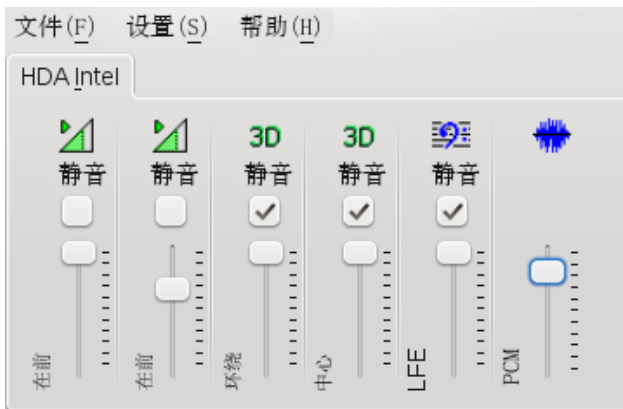 文件(F) 设置(S) 帮助(H)
HDA Intel
3D 3D
静音 静音 静音 静音 静音
在前 在前 环绕 中心 LFE PCM